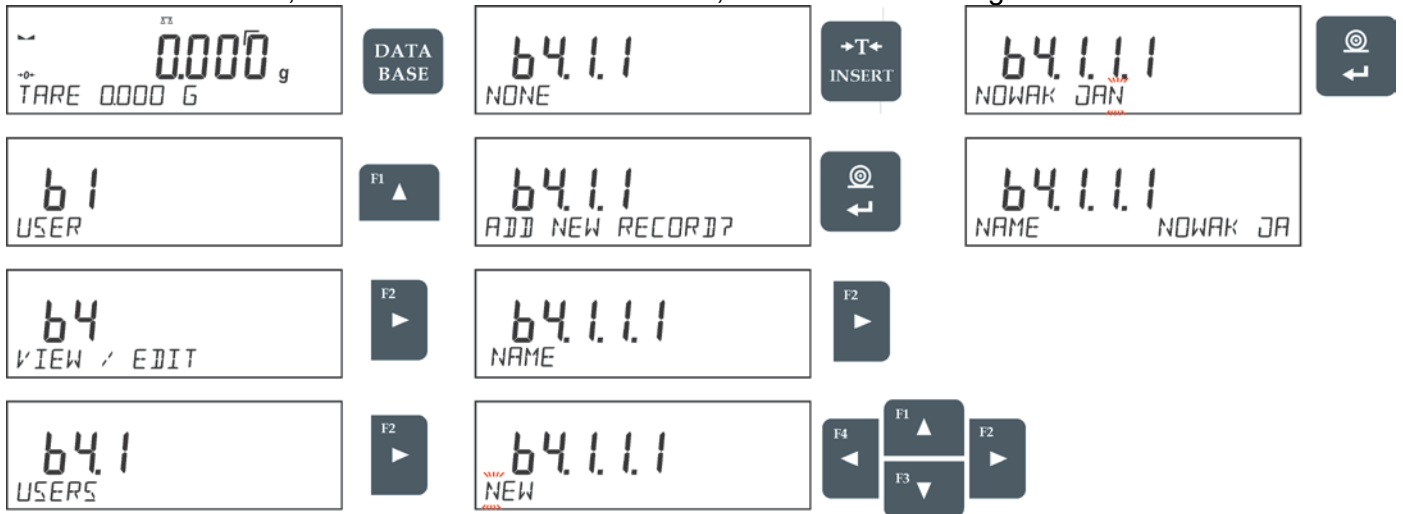 →0←
0.000 g
TARE 0.000 G
DATA
BASE
b1
USER
F1 ▲
b4
VIEW / EDIT
F2 ►
b4.1
USERS
F2 ►
b4.1.1
NONE
→T←
INSERT
b4.1.1
ADD NEW RECORD?
b4.1.1.1
NAME
F2 ►
b4.1.1.1
NEW
F4 ◄
F1 ▲
F3 ▼
F2 ►
b4.1.1.1
NOWAK JAN
b4.1.1.1
NAME NOWAK JA